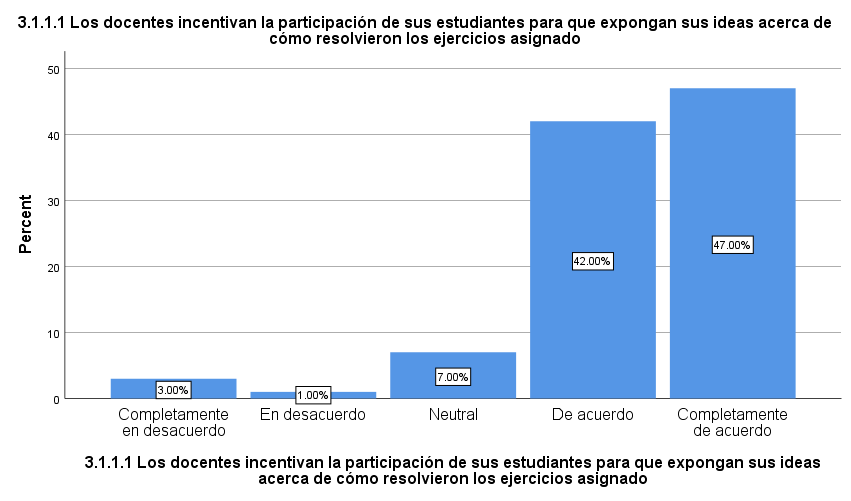 3.1.1.1 Los docentes incentivan la participación de sus estudiantes para que expongan sus ideas acerca de
cómo resolvieron los ejercicios asignado
50
40
30
20
10
0
Percent
3.00%
1.00%
7.00%
42.00%
47.00%
Completamente
en desacuerdo
En desacuerdo
Neutral
De acuerdo
Completamente
de acuerdo
3.1.1.1 Los docentes incentivan la participación de sus estudiantes para que expongan sus ideas
acerca de cómo resolvieron los ejercicios asignado